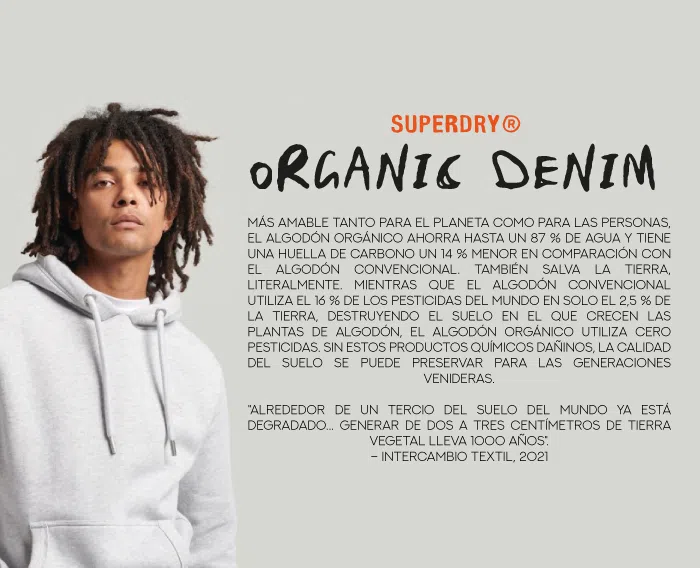 SUPERDRY®
ORGANIC DENIM
MÁS AMABLE TANTO PARA EL PLANETA COMO PARA LAS PERSONAS,
EL ALGODÓN ORGÁNICO AHORRA HASTA UN 87 % DE AGUA Y TIENE
UNA HUELLA DE CARBONO UN 14 % MENOR EN COMPARACIÓN CON
EL ALGODÓN CONVENCIONAL. TAMBIÉN SALVA LA TIERRA,
LITERALMENTE. MIENTRAS QUE EL ALGODÓN CONVENCIONAL
UTILIZA EL 16 % DE LOS PESTICIDAS DEL MUNDO EN SOLO EL 2,5 % DE
LA TIERRA, DESTRUYENDO EL SUELO EN EL QUE CRECEN LAS
PLANTAS DE ALGODÓN, EL ALGODÓN ORGÁNICO UTILIZA CERO
PESTICIDAS. SIN ESTOS PRODUCTOS QUÍMICOS DAÑINOS, LA CALIDAD
DEL SUELO SE PUEDE PRESERVAR PARA LAS GENERACIONES
VENIDERAS.
"ALREDEDOR DE UN TERCIO DEL SUELO DEL MUNDO YA ESTÁ
DEGRADADO... GENERAR DE DOS A TRES CENTÍMETROS DE TIERRA
VEGETAL LLEVA 1000 AÑOS".
– INTERCAMBIO TEXTIL, 2021